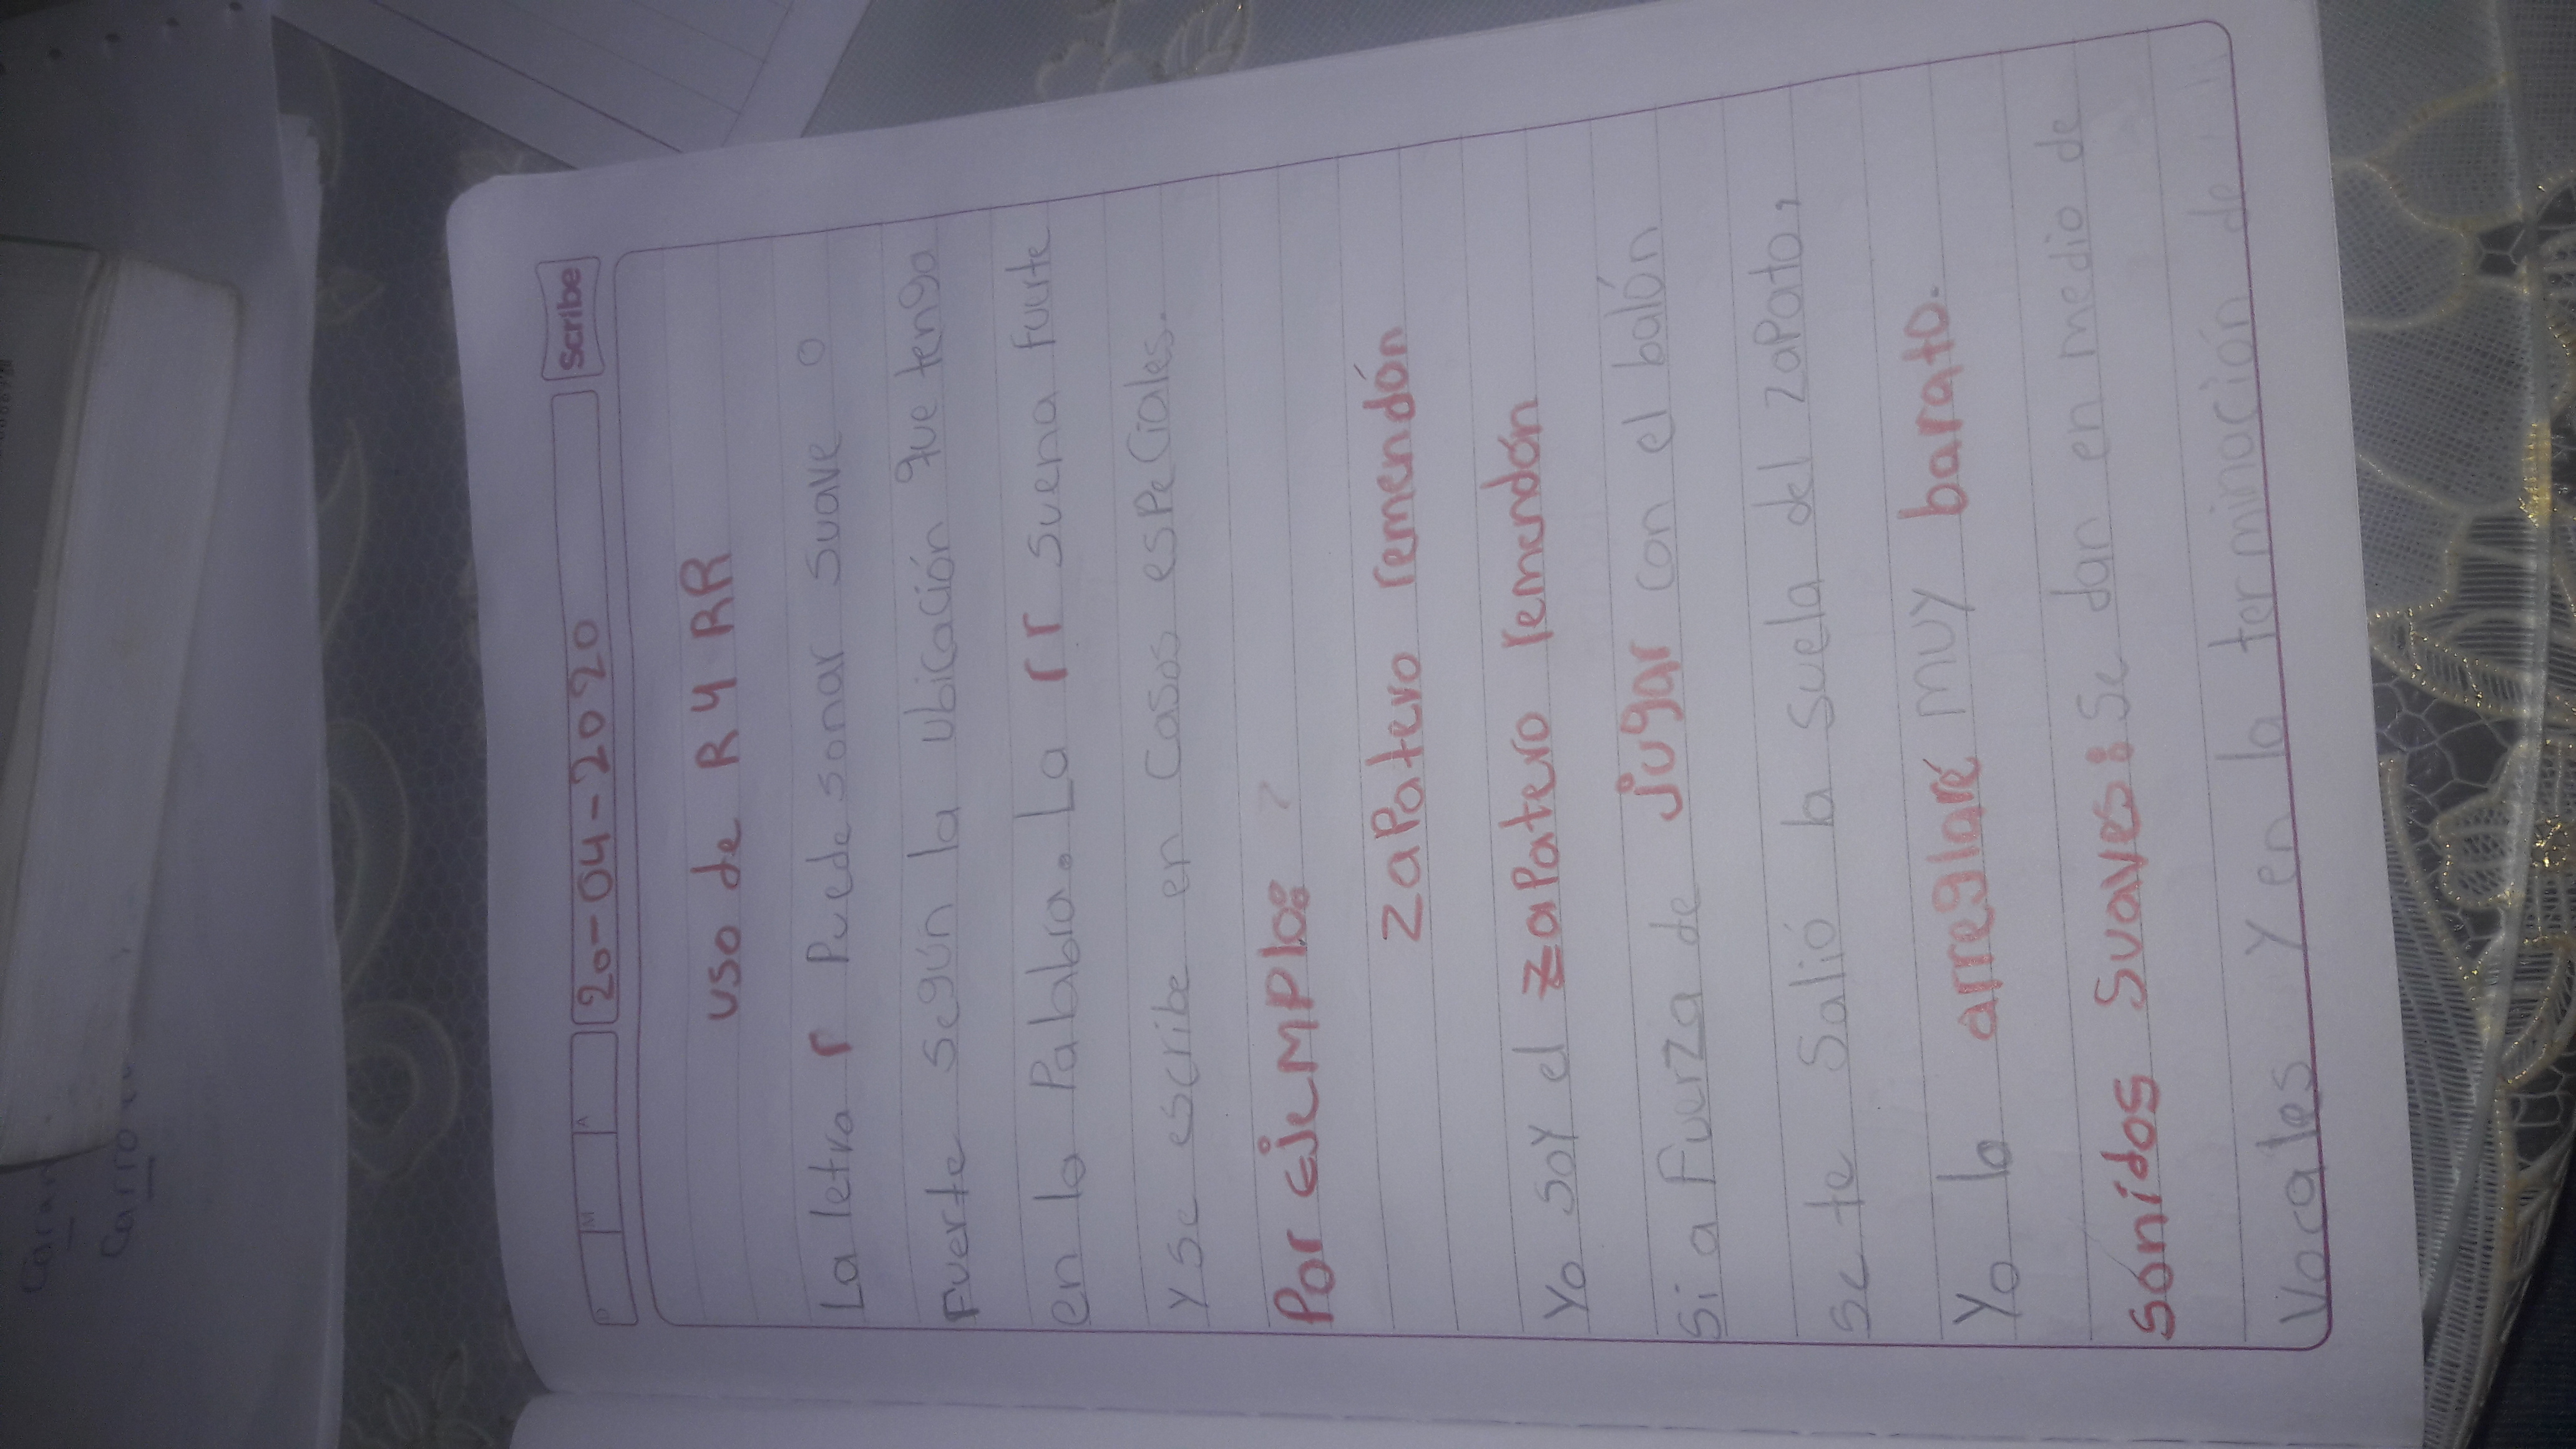 Carro
D M A
20-04-2020
Scribe
uso de R y RR
La letra r Puede sonar suave o
Fuerte según la ubicación que tenga
en la Palabra. La rr suena fuerte
y se escribe en casos especiales.
Por ejemplo:
zapatero remendón
Yo soy el zapatero remendón
si a Fuerza de jugar con el balón
se te salió la suela del zapato,
Yo lo arreglaré muy barato.
sonidos suaves: se dan en medio de
vocales y en la terminación de